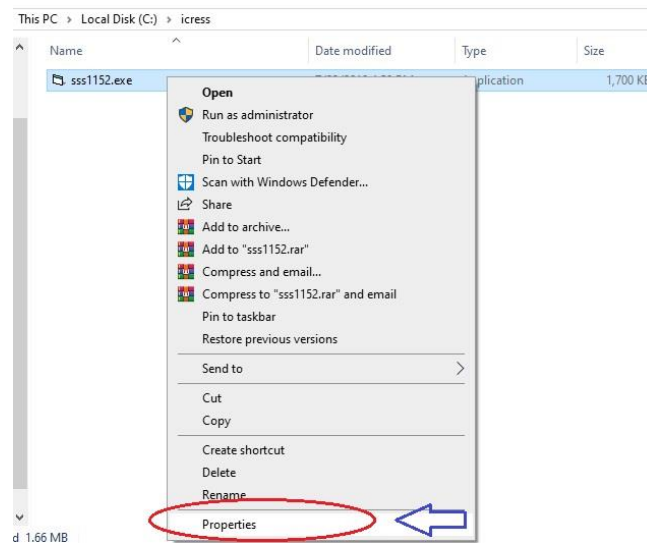 This PC > Local Disk (C:) > icress
Name Date modified Type Size
sss1152.exe 1,700 KB
Open
Run as administrator
Troubleshoot compatibility
Pin to Start
Scan with Windows Defender...
Share
Add to archive...
Add to "sss1152.rar"
Compress and email...
Compress to "sss1152.rar" and email
Pin to taskbar
Restore previous versions
Send to >
Cut
Copy
Create shortcut
Delete
Rename
Properties
d 1.66 MB